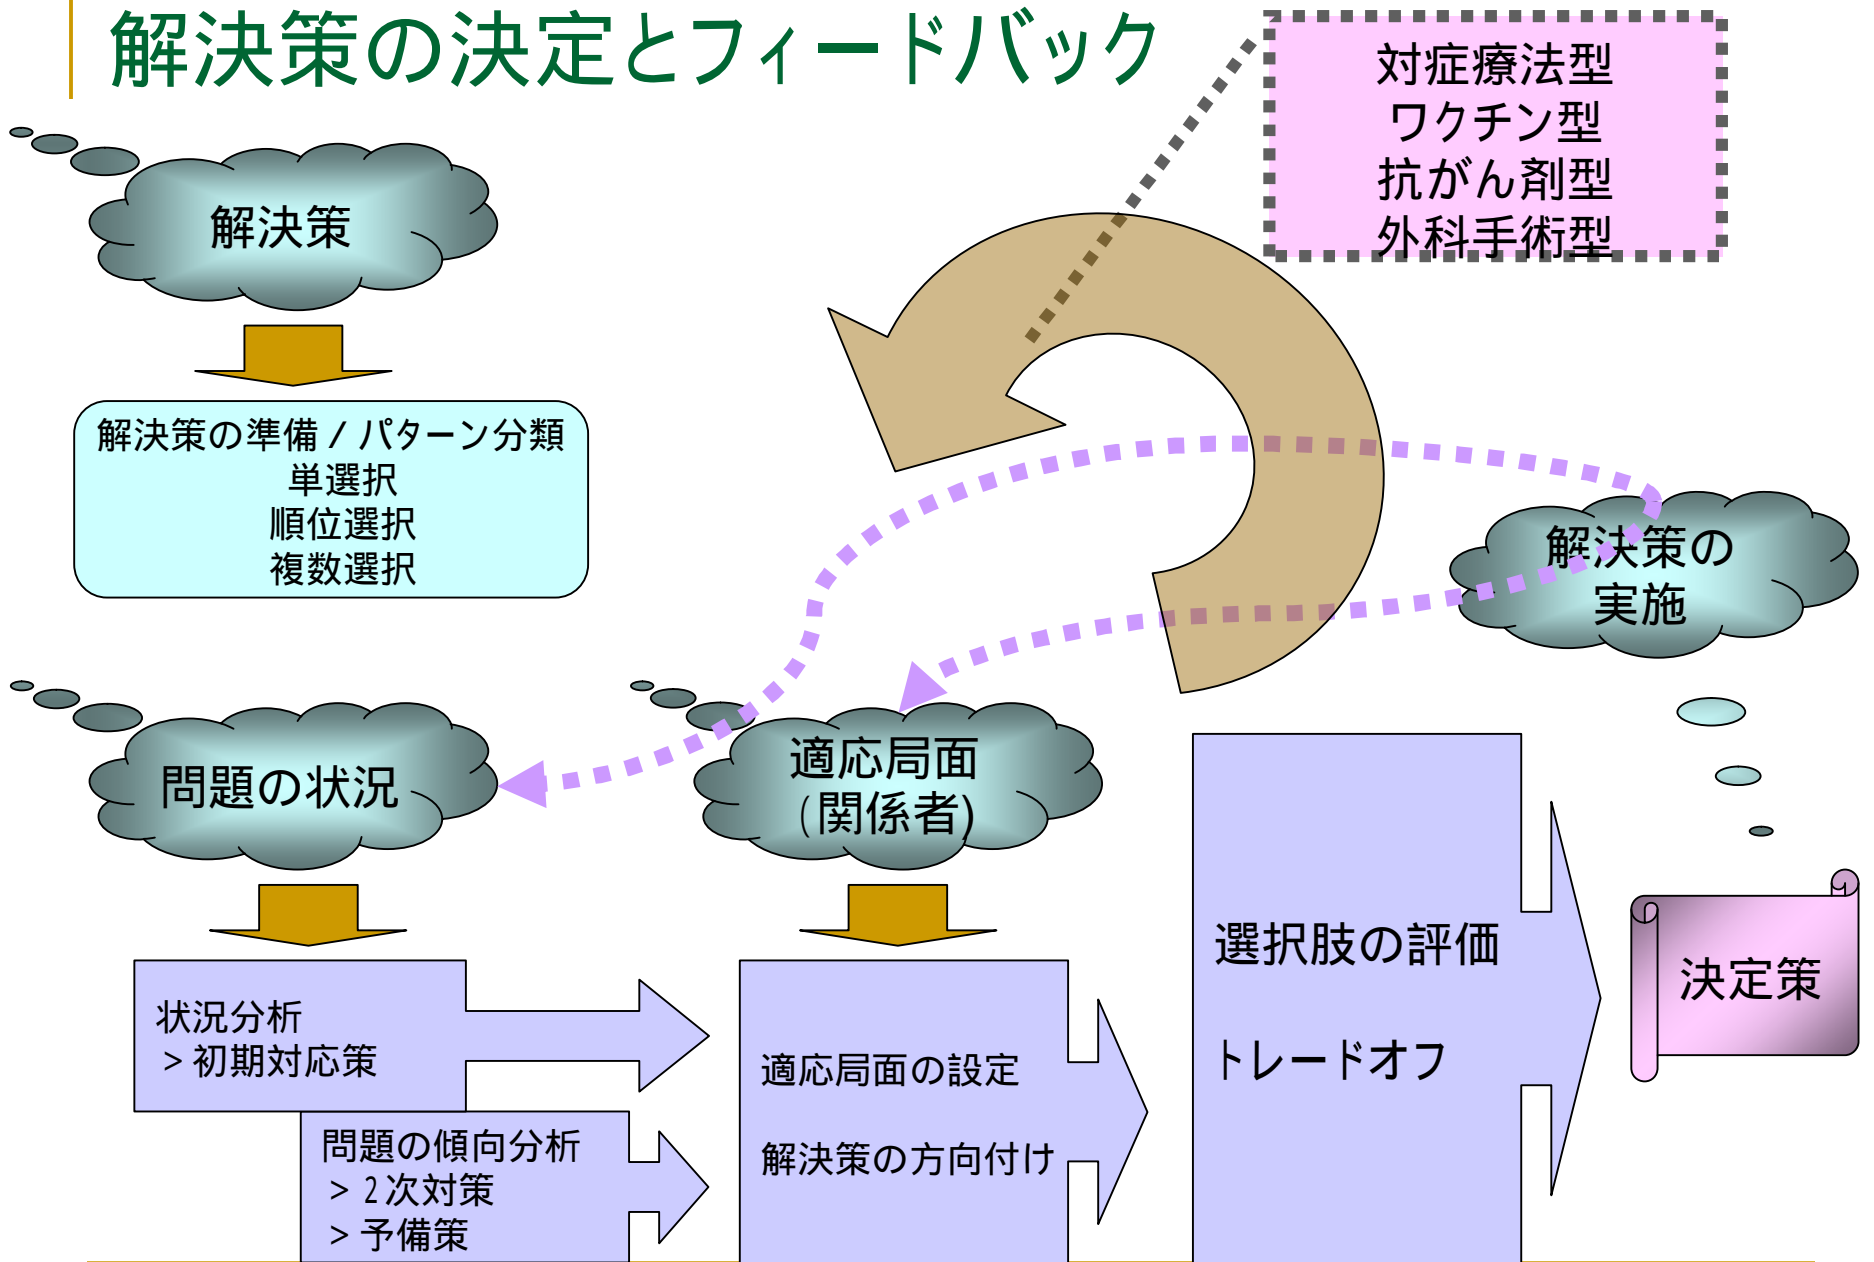 解決策の決定とフィードバック
対症療法型
ワクチン型
抗がん剤型
外科手術型
解決策
解決策の準備/パターン分類
単選択
順位選択
複数選択
解決策の
実施
問題の状況
適応局面
(関係者)
状況分析
>初期対応策
問題の傾向分析
>2次対策
>予備策
適応局面の設定
解決策の方向付け
選択肢の評価
トレードオフ
決定策